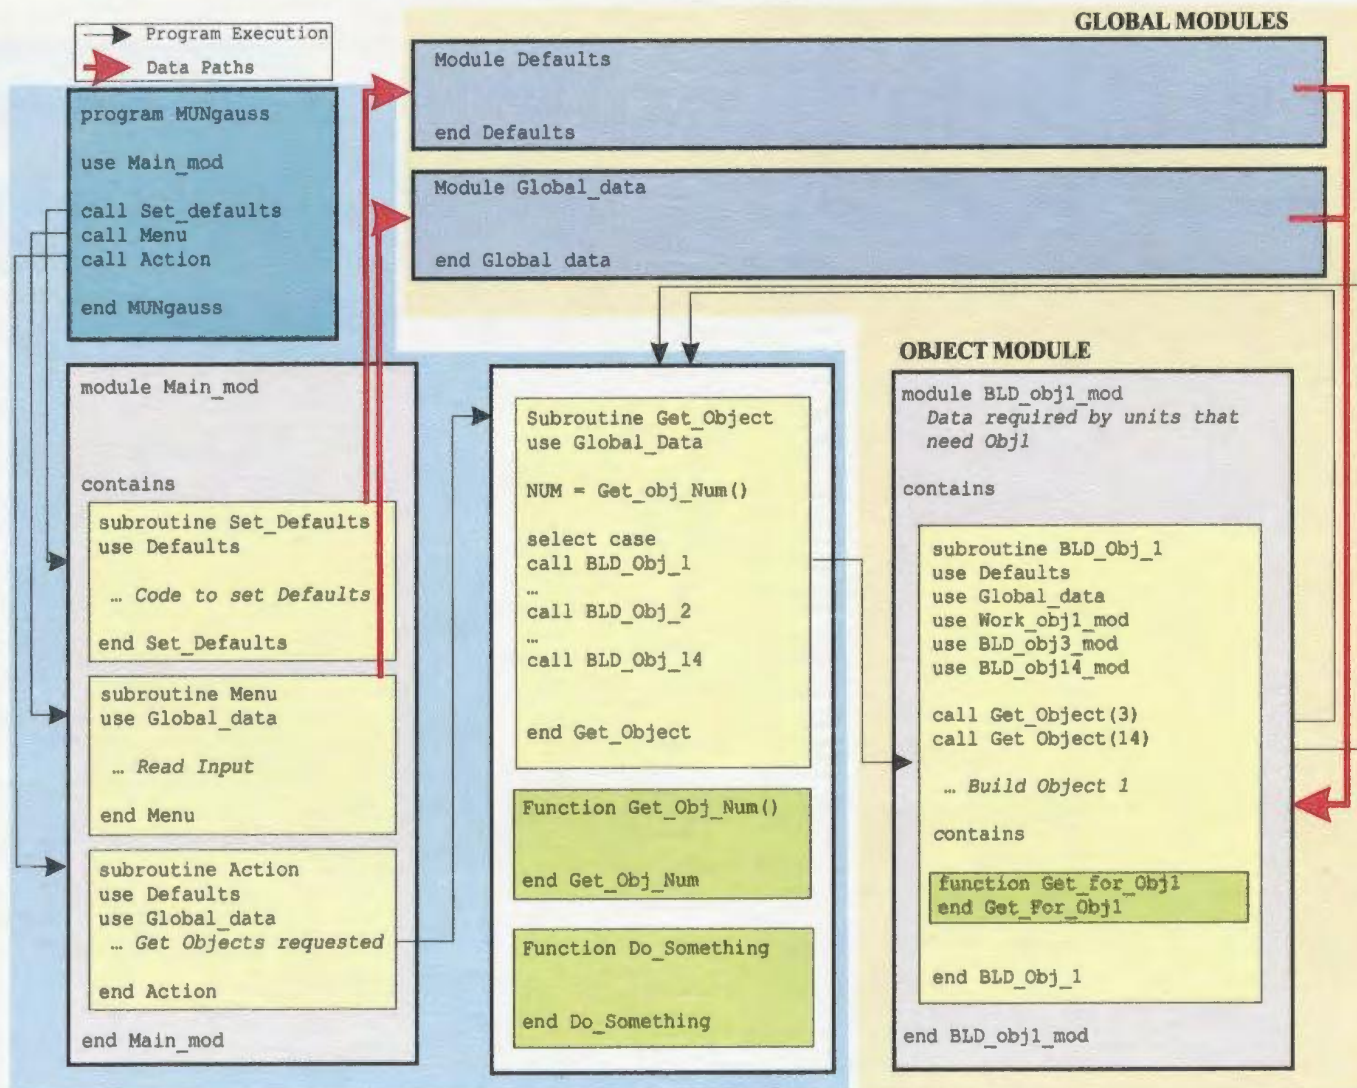 Program Execution
Data Paths
GLOBAL MODULES
Module Defaults
end Defaults
Module Global_data
end Global data
program MUNgauss
use Main_mod
call Set_defaults
call Menu
call Action
end MUNgauss
module Main_mod
contains
subroutine Set_Defaults
use Defaults
… Code to set Defaults
end Set_Defaults
subroutine Menu
use Global_data
… Read Input
end Menu
subroutine Action
use Defaults
use Global_data
… Get Objects requested
end Action
end Main_mod
Subroutine Get_Object
use Global_Data
NUM = Get_obj_Num()
select case
call BLD_Obj_1
…
call BLD_Obj_2
…
call BLD_Obj_14
end Get_Object
Function Get_Obj_Num()
end Get_Obj_Num
Function Do_Something
end Do_Something
OBJECT MODULE
module BLD_obj1_mod
Data required by units that
need Obj1
contains
subroutine BLD_Obj_1
use Defaults
use Global_data
use Work_obj1_mod
use BLD_obj3_mod
use BLD_obj14_mod
call Get_Object(3)
call Get Object(14)
… Build Object 1
contains
function Get_for_Obj1
end Get_For_Obj1
end BLD_Obj_1
end BLD_obj1_mod